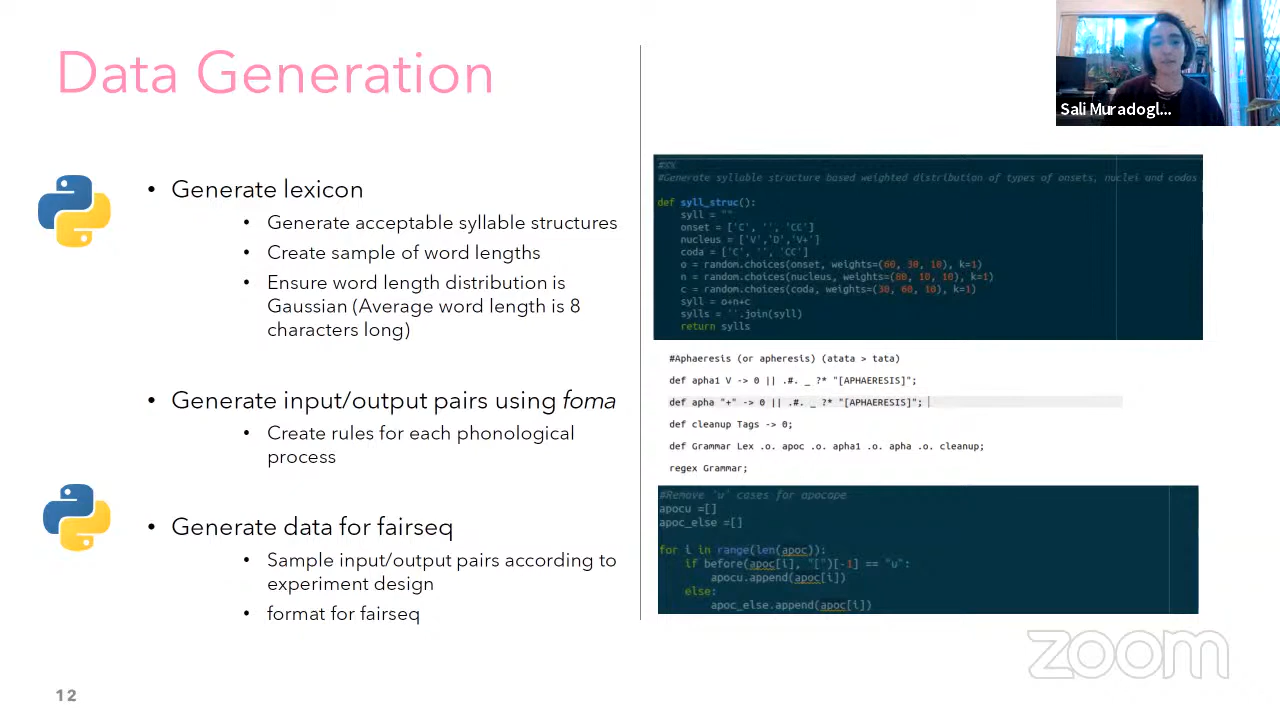 Data Generation
Sali Muradogl...
• Generate lexicon
• Generate acceptable syllable structures
• Create sample of word lengths
• Ensure word length distribution is
Gaussian (Average word length is 8
characters long)
• Generate input/output pairs using foma
• Create rules for each phonological
process
• Generate data for fairseq
• Sample input/output pairs according to
experiment design
• format for fairseq
#%%
#Generate syllable structure based weighted distribution of types of onsets, nuclei and codas
def syll_struc():
syll = ""
onset = ['C', '', 'CC']
nucleus = ['V','D','V+']
coda = ['C', '', 'CC']
o = random.choices(onset, weights=(60, 30, 10), k=1)
n = random.choices(nucleus, weights=(80, 10, 10), k=1)
c = random.choices(coda, weights=(30, 60, 10), k=1)
syll = o+n+c
sylls = ''.join(syll)
return sylls
#Aphaeresis (or apheresis) (atata > tata)
def apha1 V -> 0 || .#. _ ?* "[APHAERESIS]";
def apha "+" -> 0 || .#. _ ?* "[APHAERESIS]";
def cleanup Tags -> 0;
def Grammar Lex .o. apoc .o. apha1 .o. apha .o. cleanup;
regex Grammar;
#Remove 'u' cases for apocope
apocu =[]
apoc_else =[]
for i in range(len(apoc)):
if before(apoc[i], "[")[-1] == "u":
apocu.append(apoc[i])
else:
apoc_else.append(apoc[i])
zoom
12